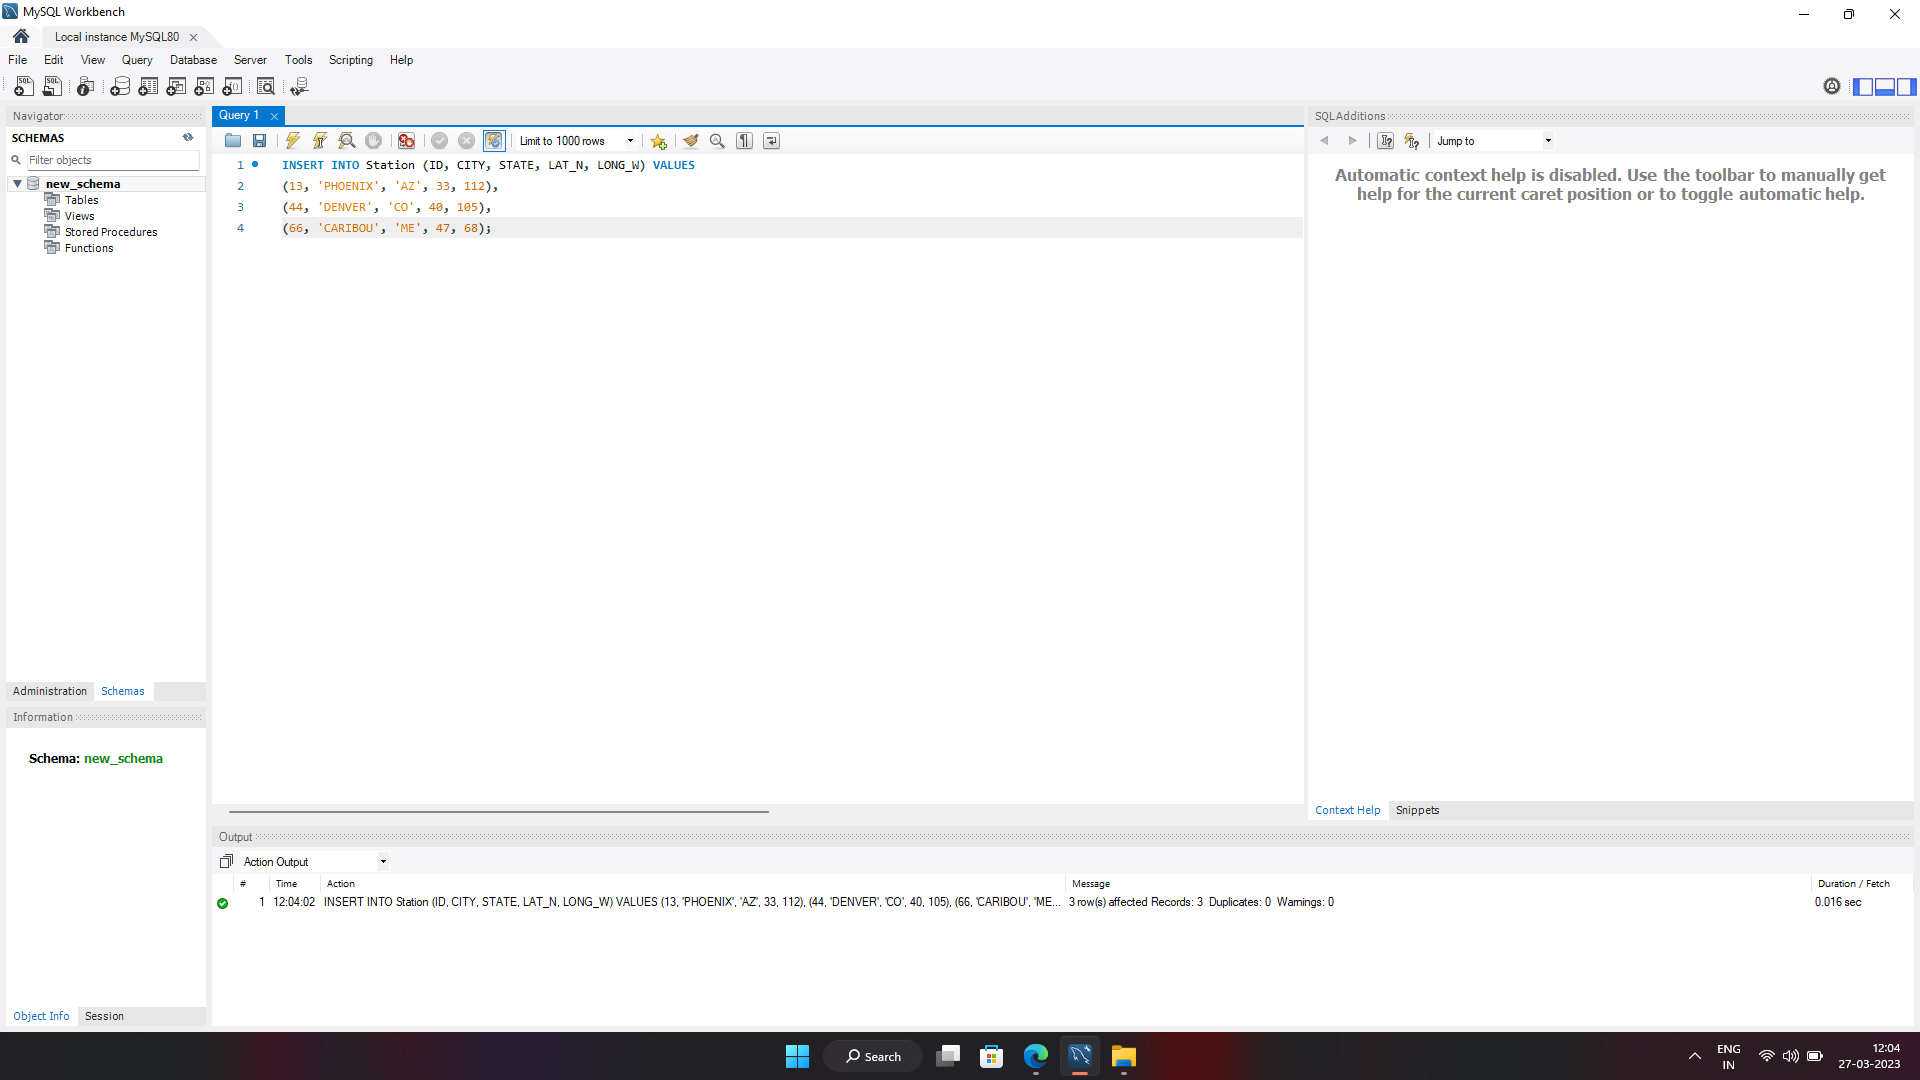 MySQL Workbench
Local instance MySQL80
File Edit View Query Database Server Tools Scripting Help
Navigator
SCHEMAS
Filter objects
new_schema
Tables
Views
Stored Procedures
Functions
Administration Schemas
Information
Schema: new_schema
Object Info Session
Query 1
Limit to 1000 rows
1 INSERT INTO Station (ID, CITY, STATE, LAT_N, LONG_W) VALUES
2 (13, 'PHOENIX', 'AZ', 33, 112),
3 (44, 'DENVER', 'CO', 40, 105),
4 (66, 'CARIBOU', 'ME', 47, 68);
SQLAdditions
Jump to
Automatic context help is disabled. Use the toolbar to manually get
help for the current caret position or to toggle automatic help.
Context Help Snippets
Output
Action Output
# Time Action Message Duration / Fetch
1 12:04:02 INSERT INTO Station (ID, CITY, STATE, LAT_N, LONG_W) VALUES (13, 'PHOENIX', 'AZ', 33, 112), (44, 'DENVER', 'CO', 40, 105), (66, 'CARIBOU', 'ME... 3 row(s) affected Records: 3 Duplicates: 0 Warnings: 0 0.016 sec
Search
ENG
IN
12:04
27-03-2023